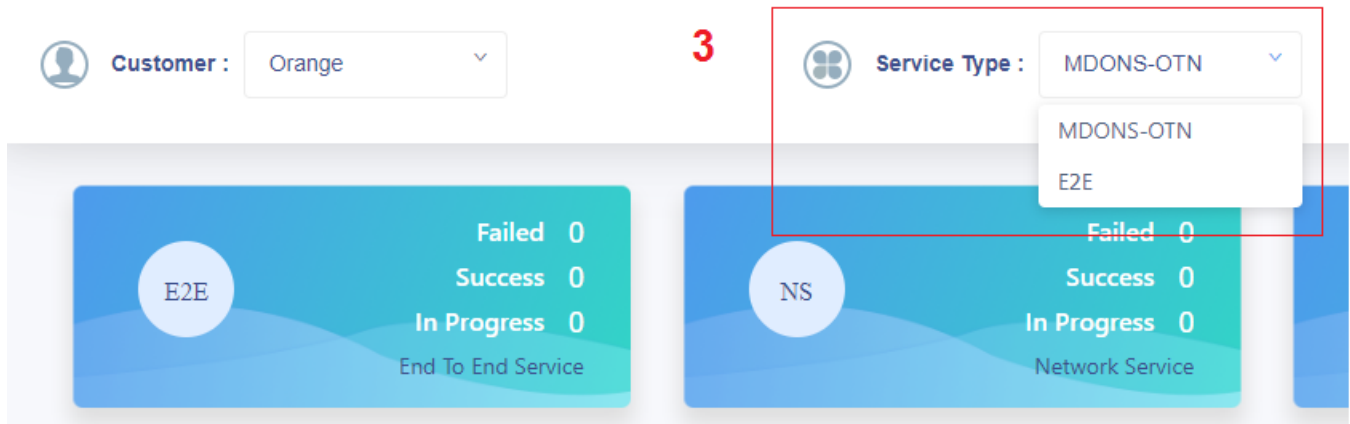 Customer : Orange
3
Service Type : MDONS-OTN
MDONS-OTN
E2E
E2E
Failed 0
Success 0
In Progress 0
End To End Service
NS
Failed 0
Success 0
In Progress 0
Network Service